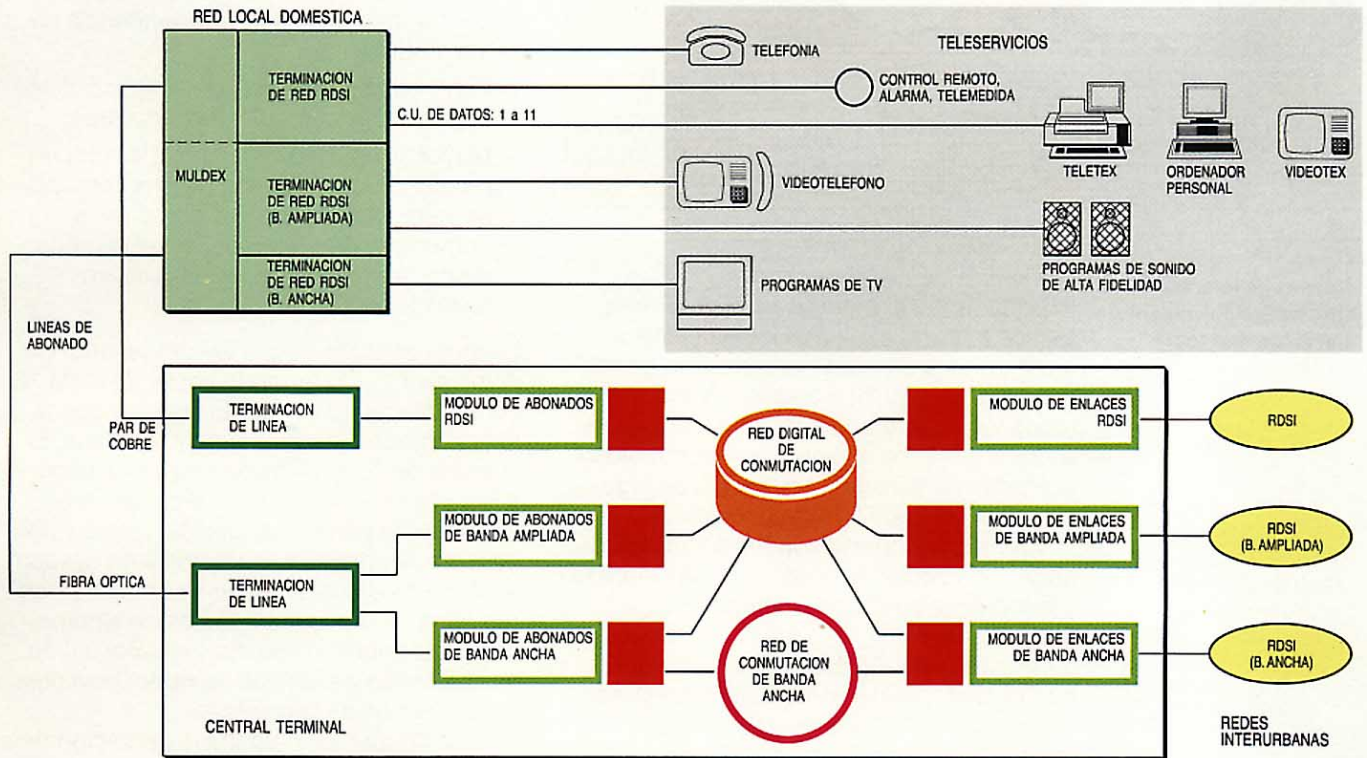 RED LOCAL DOMESTICA
TERMINACION
DE RED RDSI
MULDEX
TERMINACION
DE RED RDSI
(B. AMPLIADA)
TERMINACION
DE RED RDSI
(B. ANCHA)
C.U. DE DATOS: 1 a 11
TELESERVICIOS
TELEFONIA
CONTROL REMOTO,
ALARMA, TELEMEDIDA
TELETEX
ORDENADOR
PERSONAL
VIDEOTEX
VIDEOTELEFONO
PROGRAMAS DE SONIDO
DE ALTA FIDELIDAD
PROGRAMAS DE TV
LINEAS DE
ABONADO
PAR DE
COBRE
FIBRA OPTICA
TERMINACION
DE LINEA
MODULO DE ABONADOS
RDSI
RED DIGITAL
DE
CONMUTACION
MODULO DE ENLACES
RDSI
RDSI
MODULO DE ABONADOS
DE BANDA AMPLIADA
MODULO DE ENLACES
DE BANDA AMPLIADA
RDSI
(B. AMPLIADA)
TERMINACION
DE LINEA
MODULO DE ABONADOS
DE BANDA ANCHA
RED DE
CONMUTACION
DE BANDA
ANCHA
MODULO DE ENLACES
DE BANDA ANCHA
RDSI
(B. ANCHA)
CENTRAL TERMINAL
REDES
INTERURBANAS